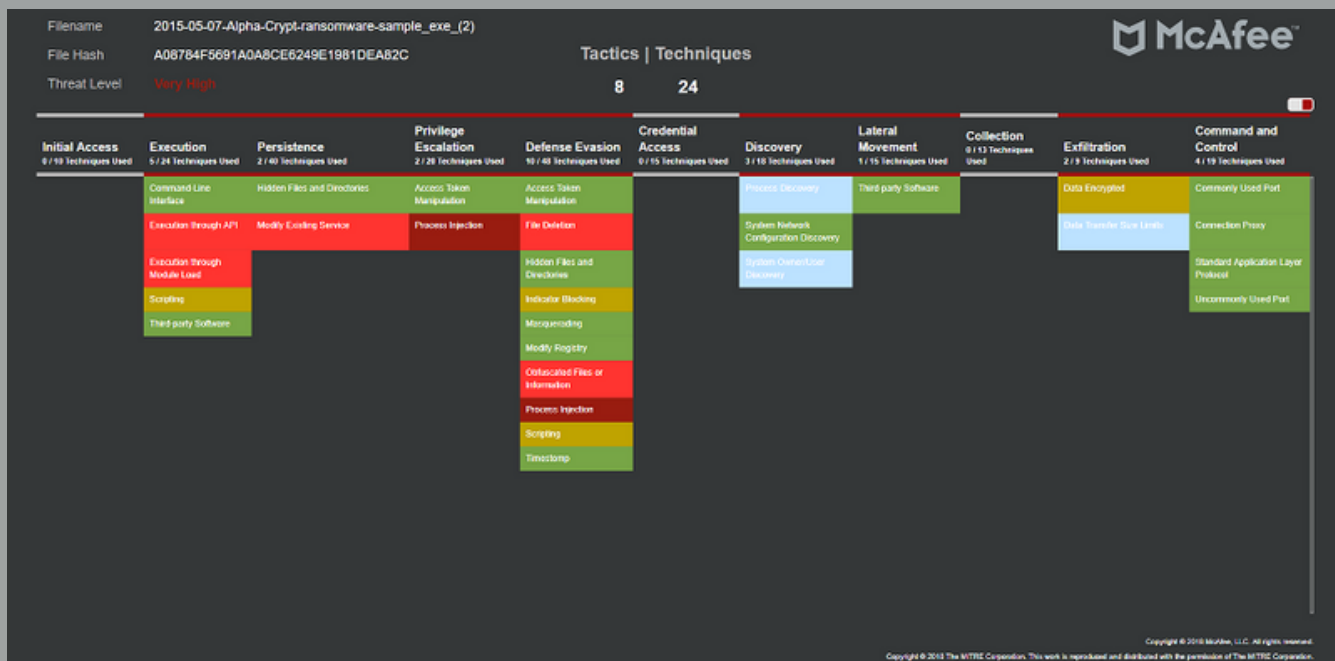 Filename 2015-05-07-Alpha-Crypt-ransomware-sample_exe_(2)
McAfee™
File Hash A08784F5691A0A8CE6249E1981DEA82C
Tactics | Techniques
Threat Level Very High
8 24
Initial Access
0 / 10 Techniques Used
Execution
5 / 24 Techniques Used
Persistence
2 / 40 Techniques Used
Privilege
Escalation
2 / 20 Techniques Used
Defense Evasion
10 / 48 Techniques Used
Credential
Access
0 / 15 Techniques Used
Discovery
3 / 18 Techniques Used
Lateral
Movement
1 / 15 Techniques Used
Collection
0 / 13 Techniques
Used
Exfiltration
2 / 9 Techniques Used
Command and
Control
4 / 19 Techniques Used
Command-Line
Interface
Execution through API
Execution through
Module Load
Scripting
Third-party Software
Hidden Files and Directories
Modify Existing Service
Access Token
Manipulation
Process Injection
Access Token
Manipulation
File Deletion
Hidden Files and
Directories
Indicator Blocking
Masquerading
Modify Registry
Obfuscated Files or
Information
Process Injection
Scripting
Timestomp
Process Discovery
System Network
Configuration Discovery
System Owner/User
Discovery
Third-party Software
Data Encrypted
Data Transfer Size Limits
Commonly Used Port
Connection Proxy
Standard Application Layer
Protocol
Uncommonly Used Port
Copyright © 2018 McAfee, LLC. All rights reserved.
Copyright © 2018 The MITRE Corporation. This work is reproduced and distributed with the permission of The MITRE Corporation.